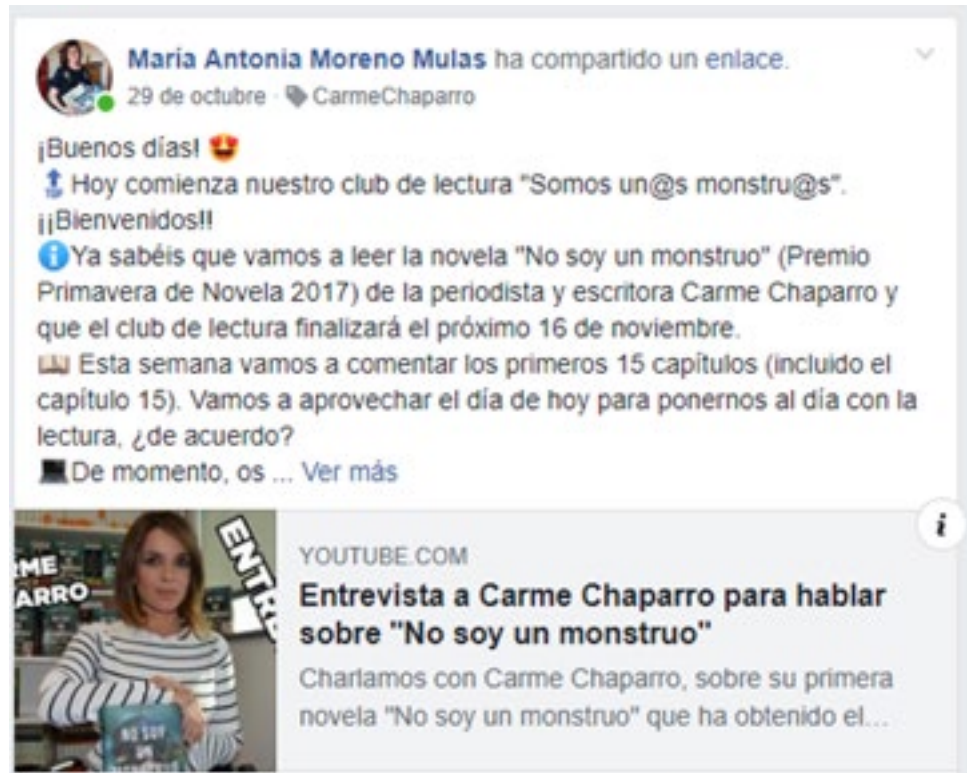 María Antonia Moreno Mulas ha compartido un enlace.
29 de octubre · CarmeChaparro
¡Buenos días! 😍
Hoy comienza nuestro club de lectura "Somos un@s monstru@s".
¡¡Bienvenidos!!
ℹ️Ya sabéis que vamos a leer la novela "No soy un monstruo" (Premio
Primavera de Novela 2017) de la periodista y escritora Carme Chaparro y
que el club de lectura finalizará el próximo 16 de noviembre.
📖 Esta semana vamos a comentar los primeros 15 capítulos (incluido el
capítulo 15). Vamos a aprovechar el día de hoy para ponernos al día con la
lectura, ¿de acuerdo?
💻De momento, os ... Ver más
RME
ARRO
ENTRE
NO SOY
UN
i
YOUTUBE.COM
Entrevista a Carme Chaparro para hablar
sobre "No soy un monstruo"
Charlamos con Carme Chaparro, sobre su primera
novela "No soy un monstruo" que ha obtenido el...